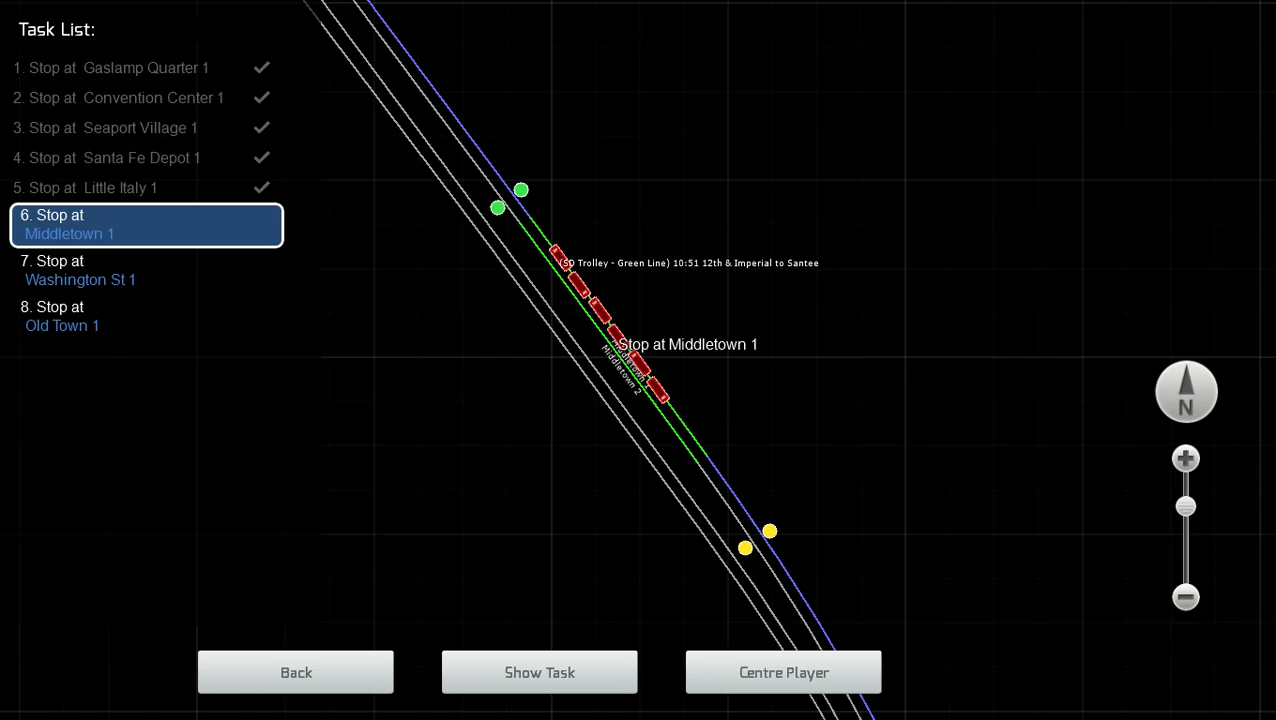 Task List:
1. Stop at Gaslamp Quarter 1
2. Stop at Convention Center 1
3. Stop at Seaport Village 1
4. Stop at Santa Fe Depot 1
5. Stop at Little Italy 1
6. Stop at
Middletown 1
7. Stop at
Washington St 1
8. Stop at
Old Town 1
(SD Trolley - Green Line) 10:51 12th & Imperial to Santee
Stop at Middletown 1
Middletown 1
Middletown 2
N
Back
Show Task
Centre Player